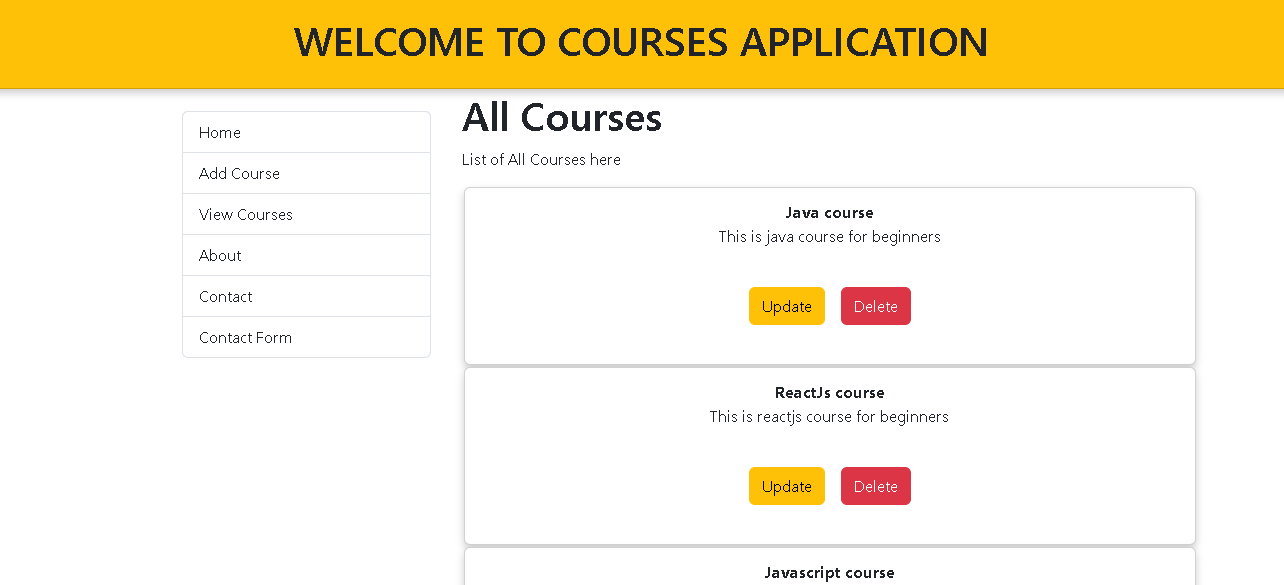 WELCOME TO COURSES APPLICATION
Home
Add Course
View Courses
About
Contact
Contact Form
All Courses
List of All Courses here
Java course
This is java course for beginners
Update Delete
ReactJs course
This is reactjs course for beginners
Update Delete
Javascript course